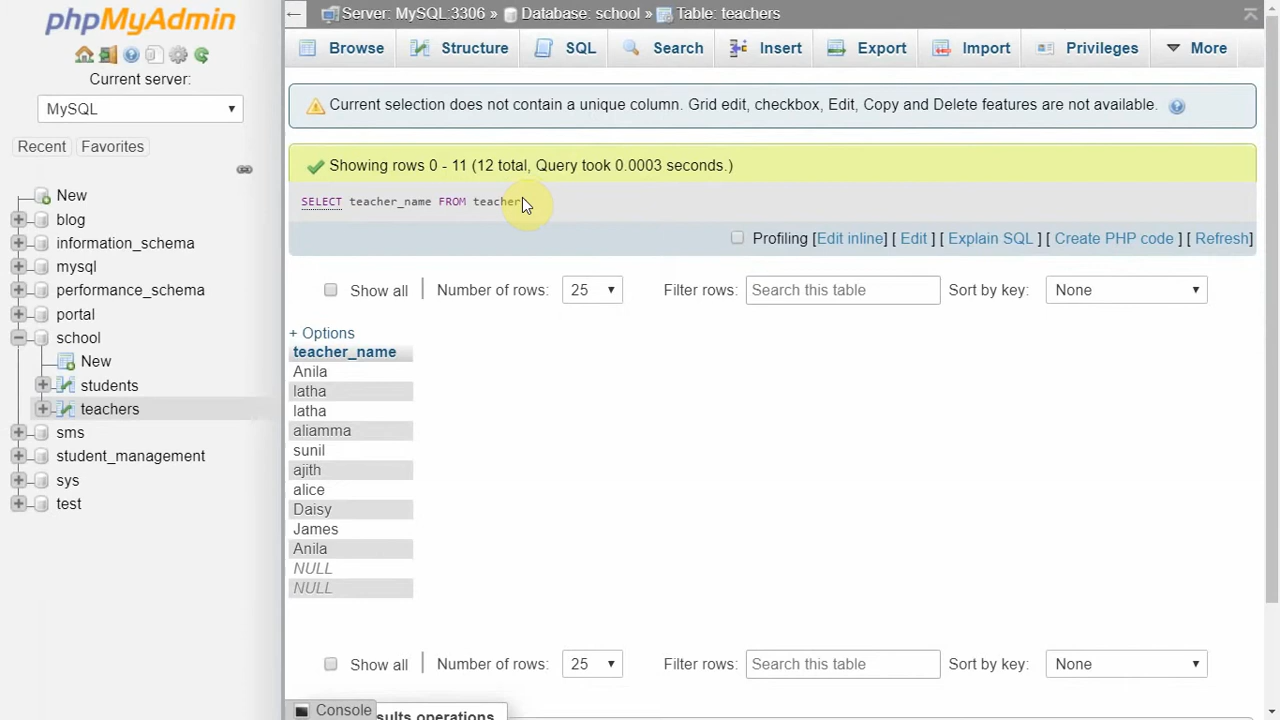 phpMyAdmin
Current server:
MySQL
Recent Favorites
New
blog
information_schema
mysql
performance_schema
portal
school
New
students
teachers
sms
student_management
sys
test
Server: MySQL:3306 » Database: school » Table: teachers
Browse Structure SQL Search Insert Export Import Privileges More
Current selection does not contain a unique column. Grid edit, checkbox, Edit, Copy and Delete features are not available.
Showing rows 0 - 11 (12 total, Query took 0.0003 seconds.)
SELECT teacher_name FROM teacher
Profiling [Edit inline] [ Edit ] [ Explain SQL ] [ Create PHP code ] [ Refresh]
Show all Number of rows: 25 Filter rows: Search this table Sort by key: None
+ Options
teacher_name
Anila
latha
latha
aliamma
sunil
ajith
alice
Daisy
James
Anila
NULL
NULL
Show all Number of rows: 25 Filter rows: Search this table Sort by key: None
Console
operations